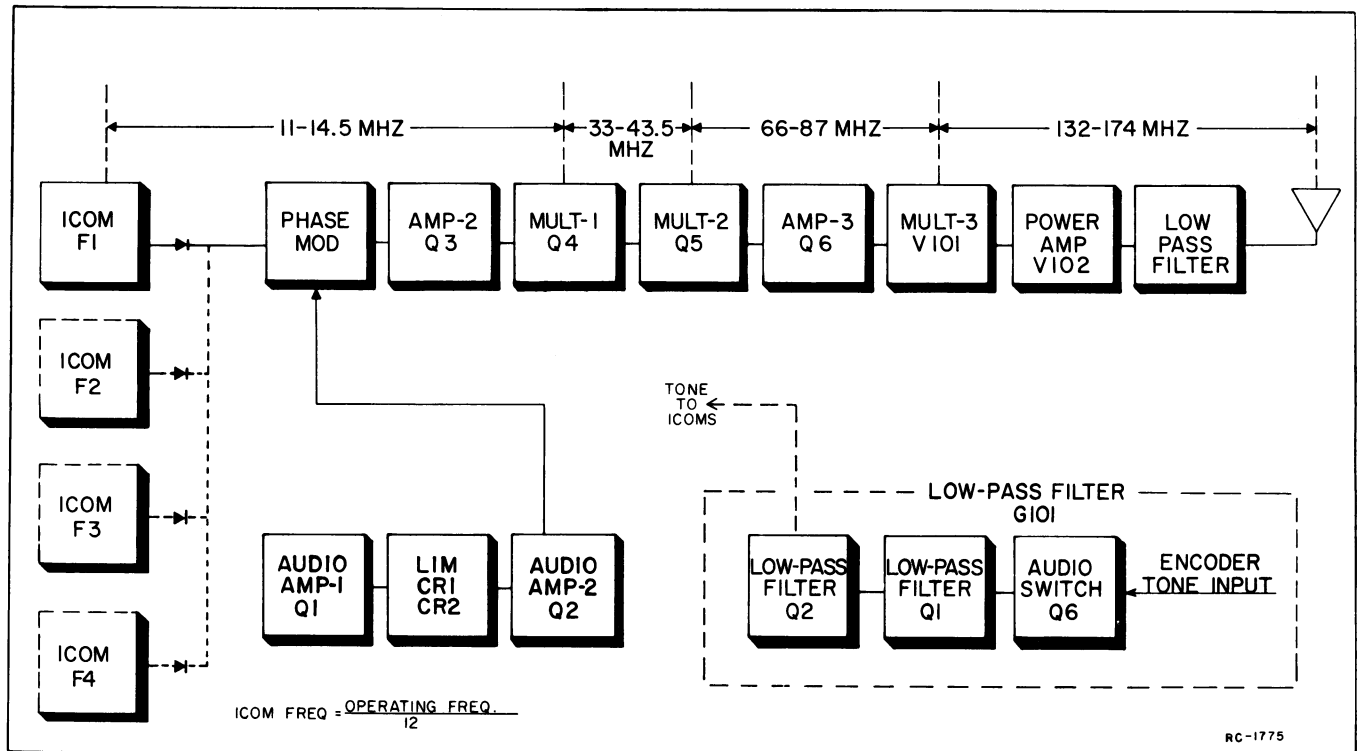 11-14.5 MHZ
33-43.5
MHZ
66-87 MHZ
132-174 MHZ
ICOM
F1
PHASE
MOD
AMP-2
Q3
MULT-1
Q4
MULT-2
Q5
AMP-3
Q6
MULT-3
V101
POWER
AMP
V102
LOW
PASS
FILTER
ICOM
F2
TONE
TO
ICOMS
ICOM
F3
LOW-PASS FILTER
G101
AUDIO
AMP-1
Q1
LIM
CR1
CR2
AUDIO
AMP-2
Q2
LOW-PASS
FILTER
Q2
LOW-PASS
FILTER
Q1
AUDIO
SWITCH
Q6
ENCODER
TONE INPUT
ICOM
F4
ICOM FREQ = OPERATING FREQ.
12
RC-1775